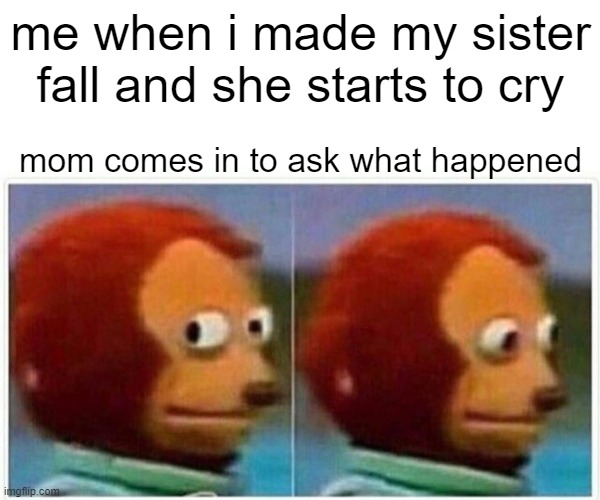 me when i made my sister
fall and she starts to cry
mom comes in to ask what happened
imgflip.com